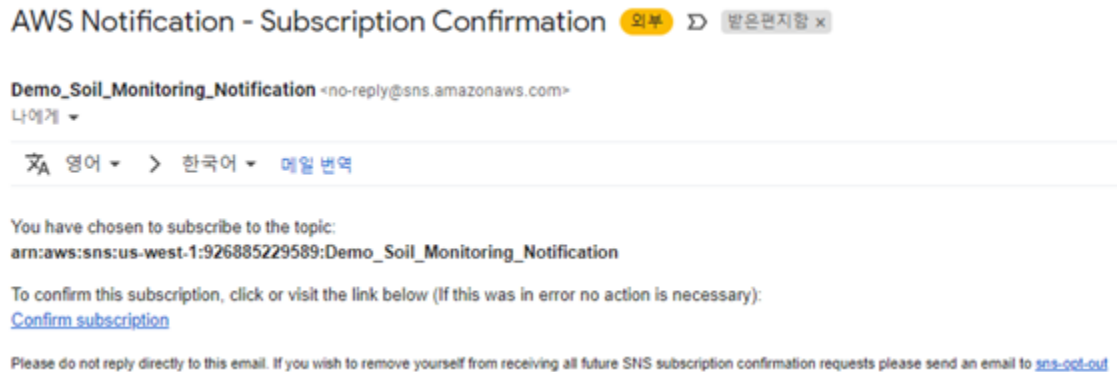 AWS Notification - Subscription Confirmation 외부 받은편지함 x
Demo_Soil_Monitoring_Notification <no-reply@sns.amazonaws.com>
나에게
영어 > 한국어 메일 번역
You have chosen to subscribe to the topic:
arn:aws:sns:us-west-1:926885229589:Demo_Soil_Monitoring_Notification
To confirm this subscription, click or visit the link below (If this was in error no action is necessary):
Confirm subscription
Please do not reply directly to this email. If you wish to remove yourself from receiving all future SNS subscription confirmation requests please send an email to sns-opt-out